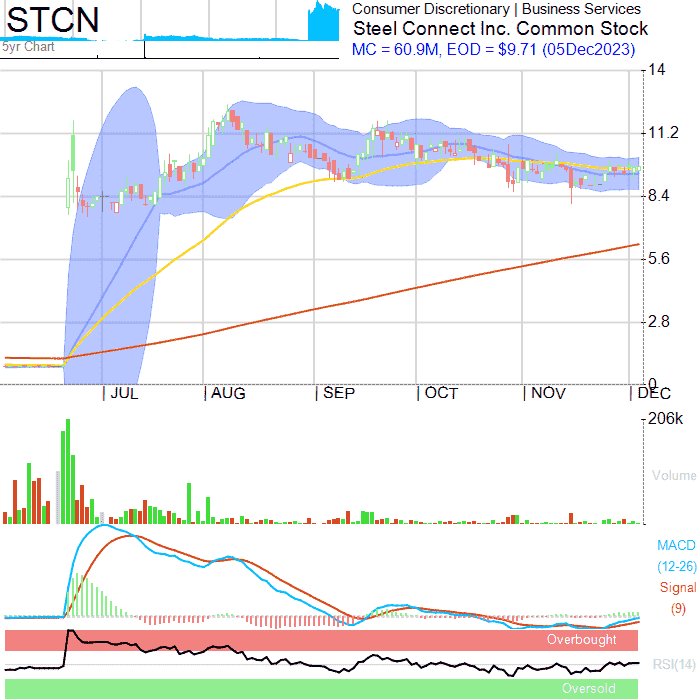 STCN
Consumer Discretionary | Business Services
Steel Connect Inc. Common Stock
5yr Chart
MC = 60.9M, EOD = $9.71 (05Dec2023)
14
11.2
8.4
5.6
2.8
0
JUL AUG SEP OCT NOV DEC
206k
Volume
MACD
(12-26)
Signal
(9)
Overbought
RSI(14)
Oversold